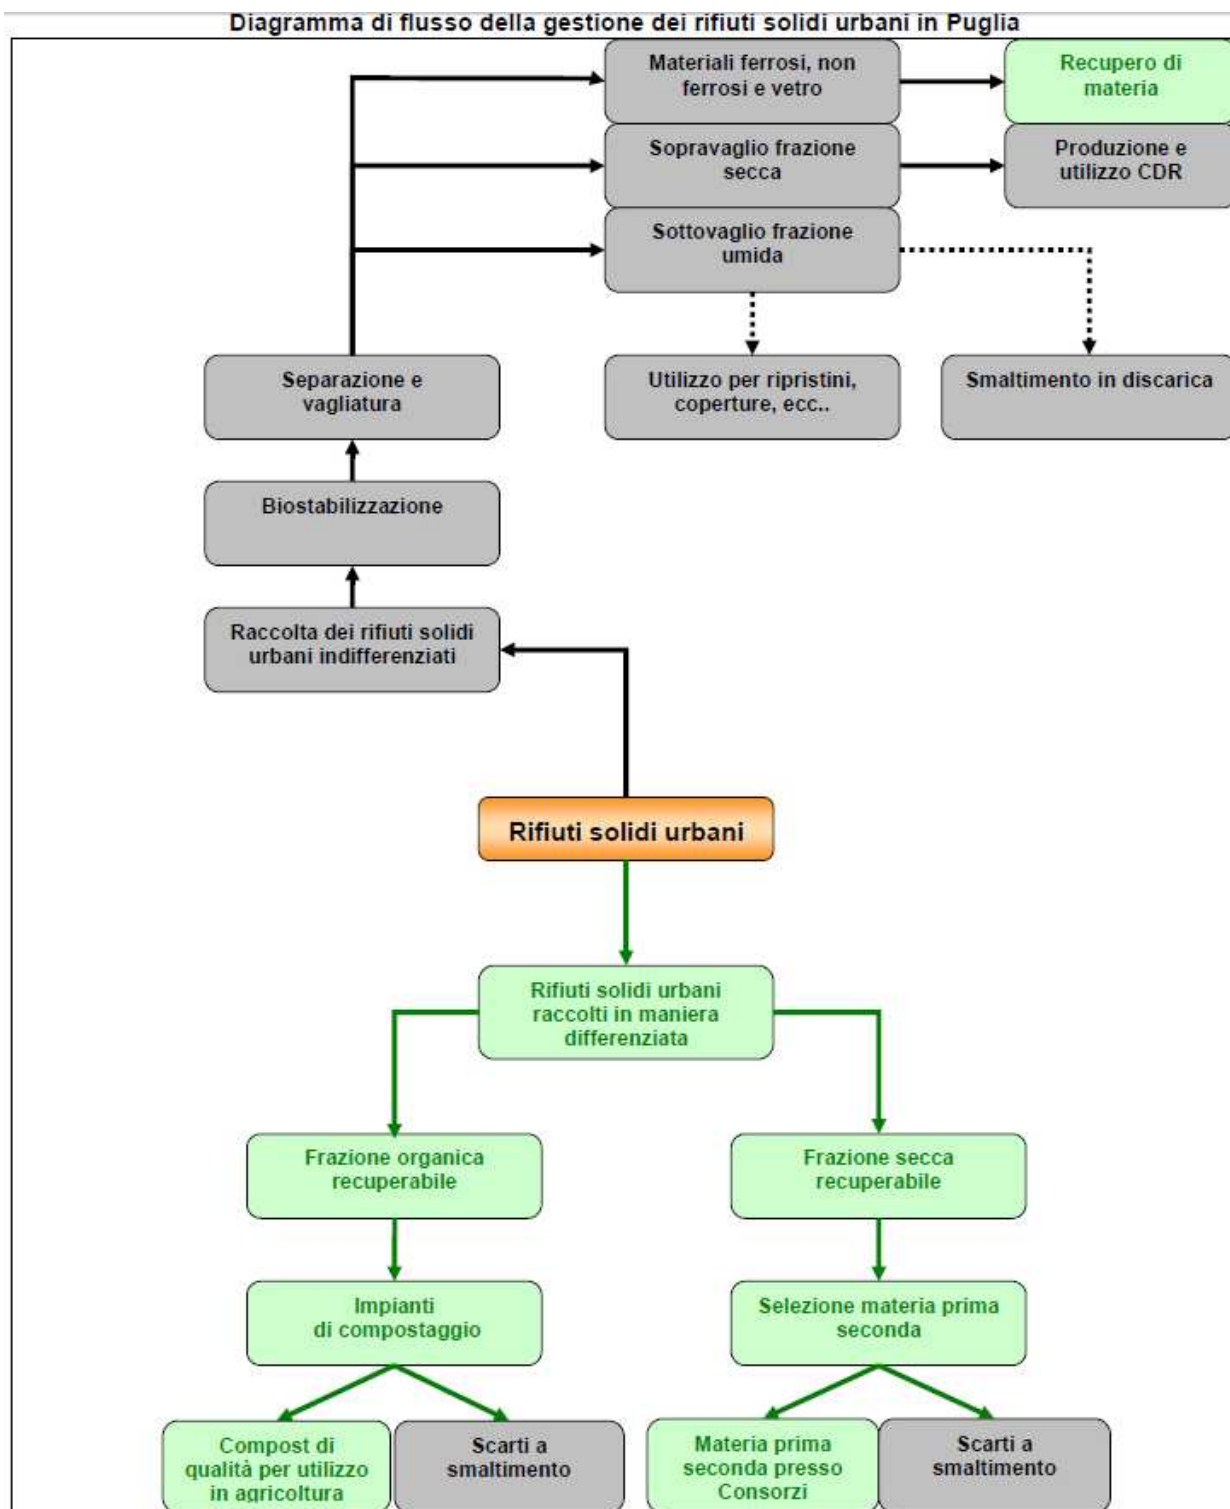 Diagramma di flusso della gestione dei rifiuti solidi urbani in Puglia
Materiali ferrosi, non
ferrosi e vetro
Recupero di
materia
Sopravaglio frazione
secca
Produzione e
utilizzo CDR
Sottovaglio frazione
umida
Separazione e
vagliatura
Utilizzo per ripristini,
coperture, ecc..
Smaltimento in discarica
Biostabilizzazione
Raccolta dei rifiuti solidi
urbani indifferenziati
Rifiuti solidi urbani
Rifiuti solidi urbani
raccolti in maniera
differenziata
Frazione organica
recuperabile
Frazione secca
recuperabile
Impianti
di compostaggio
Selezione materia prima
seconda
Compost di
qualità per utilizzo
in agricoltura
Scarti a
smaltimento
Materia prima
seconda presso
Consorzi
Scarti a
smaltimento